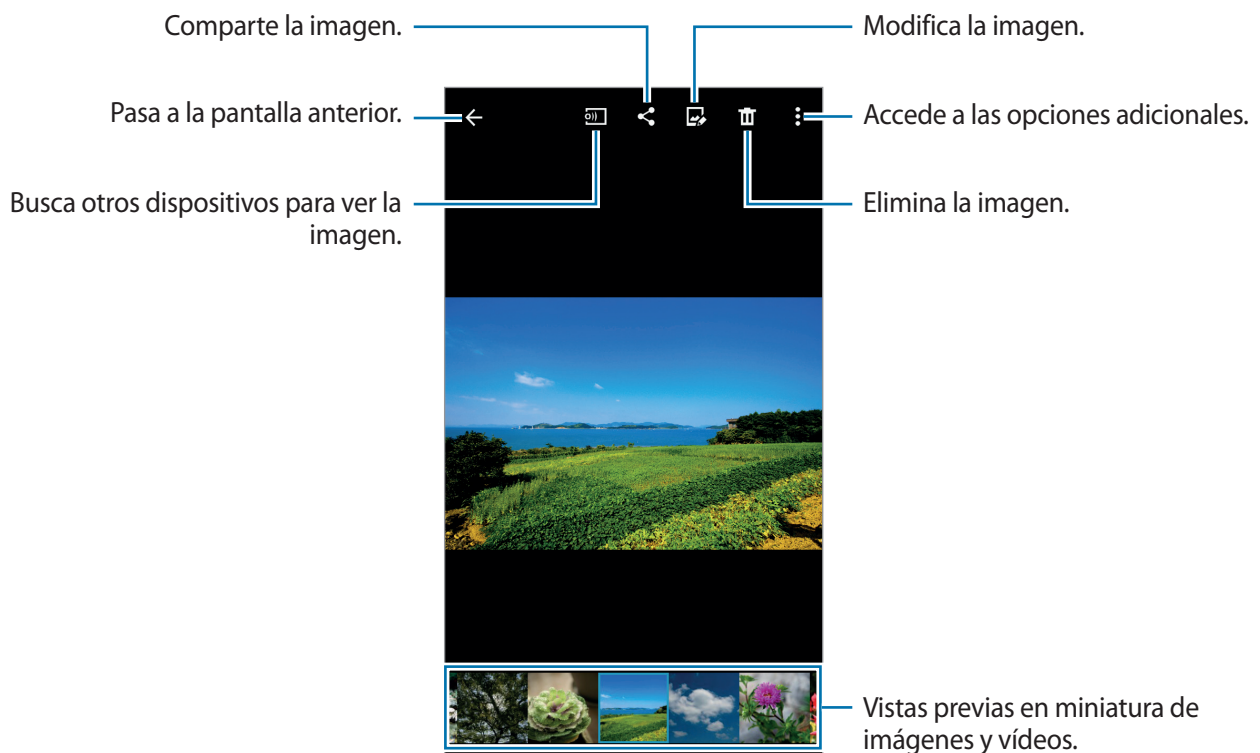 Comparte la imagen.
Modifica la imagen.
Pasa a la pantalla anterior.
Accede a las opciones adicionales.
Busca otros dispositivos para ver la
imagen.
Elimina la imagen.
Vistas previas en miniatura de
imágenes y vídeos.